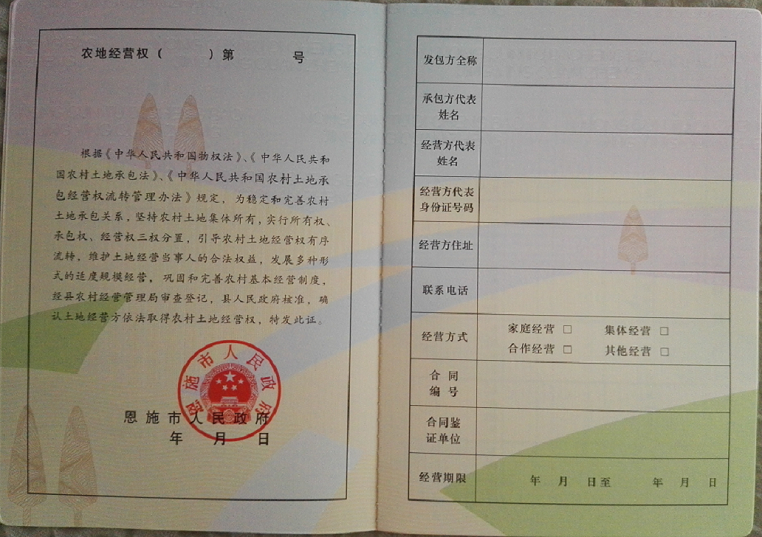 农地经营权（ ）第 号
根据《中华人民共和国物权法》、《中华人民共和
国农村土地承包法》、《中华人民共和国农村土地承
包经营权流转管理办法》规定，为稳定和完善农村
土地承包关系，坚持农村土地集体所有，实行所有权、
承包权、经营权三权分置，引导农村土地经营权有序
流转，维护土地经营当事人的合法权益，发展多种形
式的适度规模经营，巩固和完善农村基本经营制度，
经县农村经营管理局审查登记，县人民政府核准，确
认土地经营方依法取得农村土地经营权，特发此证。
恩施市人民政府
恩施市人民政府
年 月 日
发包方全称
承包方代表
姓名
经营方代表
姓名
经营方代表
身份证号码
经营方住址
联系电话
经营方式
家庭经营 □ 集体经营 □
合作经营 □ 其他经营 □
合 同
编 号
合同鉴
证单位
经营期限
年 月 日至 年 月 日